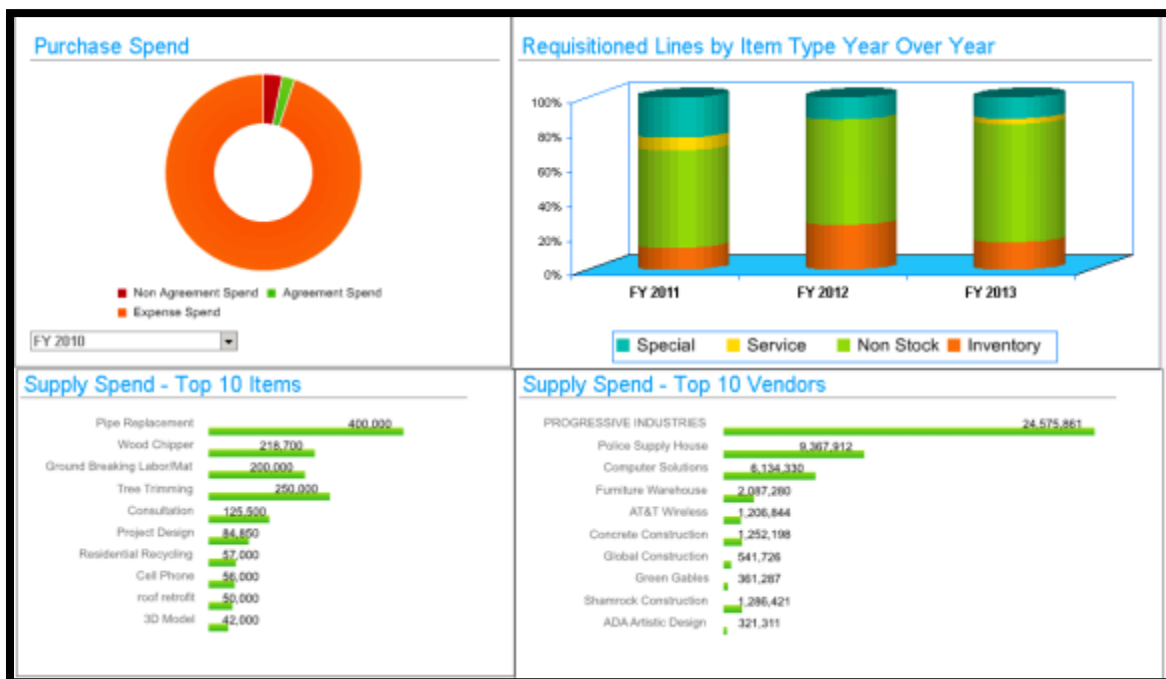 Purchase Spend
Non Agreement Spend
Agreement Spend
Expense Spend
FY 2010
Requisitioned Lines by Item Type Year Over Year
100%
80%
60%
40%
20%
0%
FY 2011
FY 2012
FY 2013
Special
Service
Non Stock
Inventory
Supply Spend - Top 10 Items
Pipe Replacement 400,000
Wood Chipper 218,700
Ground Breaking Labor/Mat 200,000
Tree Trimming 250,000
Consultation 125,500
Project Design 84,850
Residential Recycling 57,000
Cell Phone 56,000
roof retrofit 50,000
3D Model 42,000
Supply Spend - Top 10 Vendors
PROGRESSIVE INDUSTRIES 24,575,861
Police Supply House 9,367,912
Computer Solutions 6,134,330
Furniture Warehouse 2,087,280
AT&T Wireless 1,206,844
Concrete Construction 1,252,198
Global Construction 541,726
Green Gables 361,287
Shamrock Construction 1,286,421
ADA Artistic Design 321,311